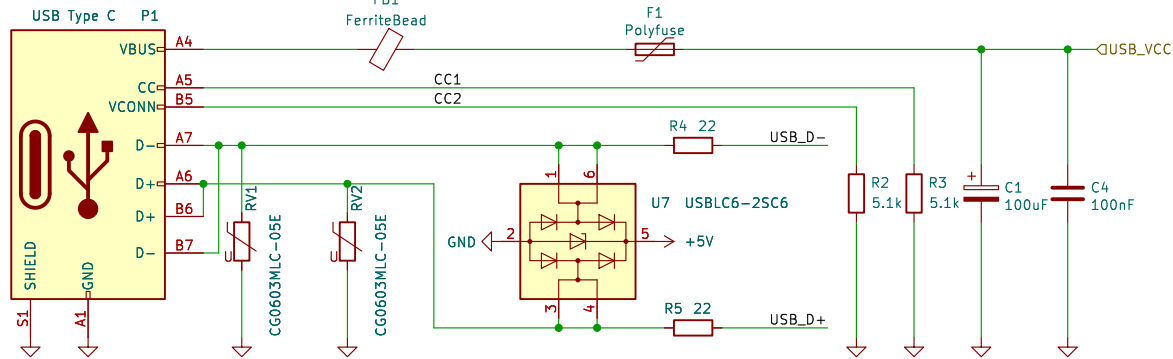 USB Type C P1
FerriteBead
F1
Polyfuse
VBUS A4
USB_VCC
CC A5
CC1
VCONN B5
CC2
D- A7
R4 22
USB_D-
D+ A6
D+ B6
D- B7
SHIELD
GND
S1
A1
RV1
U
CG0603MLC-05E
RV2
U
CG0603MLC-05E
1
6
U7 USBLC6-2SC6
GND 2
5 +5V
3
4
R5 22
USB_D+
R2
5.1k
R3
5.1k
+
C1
100uF
C4
100nF